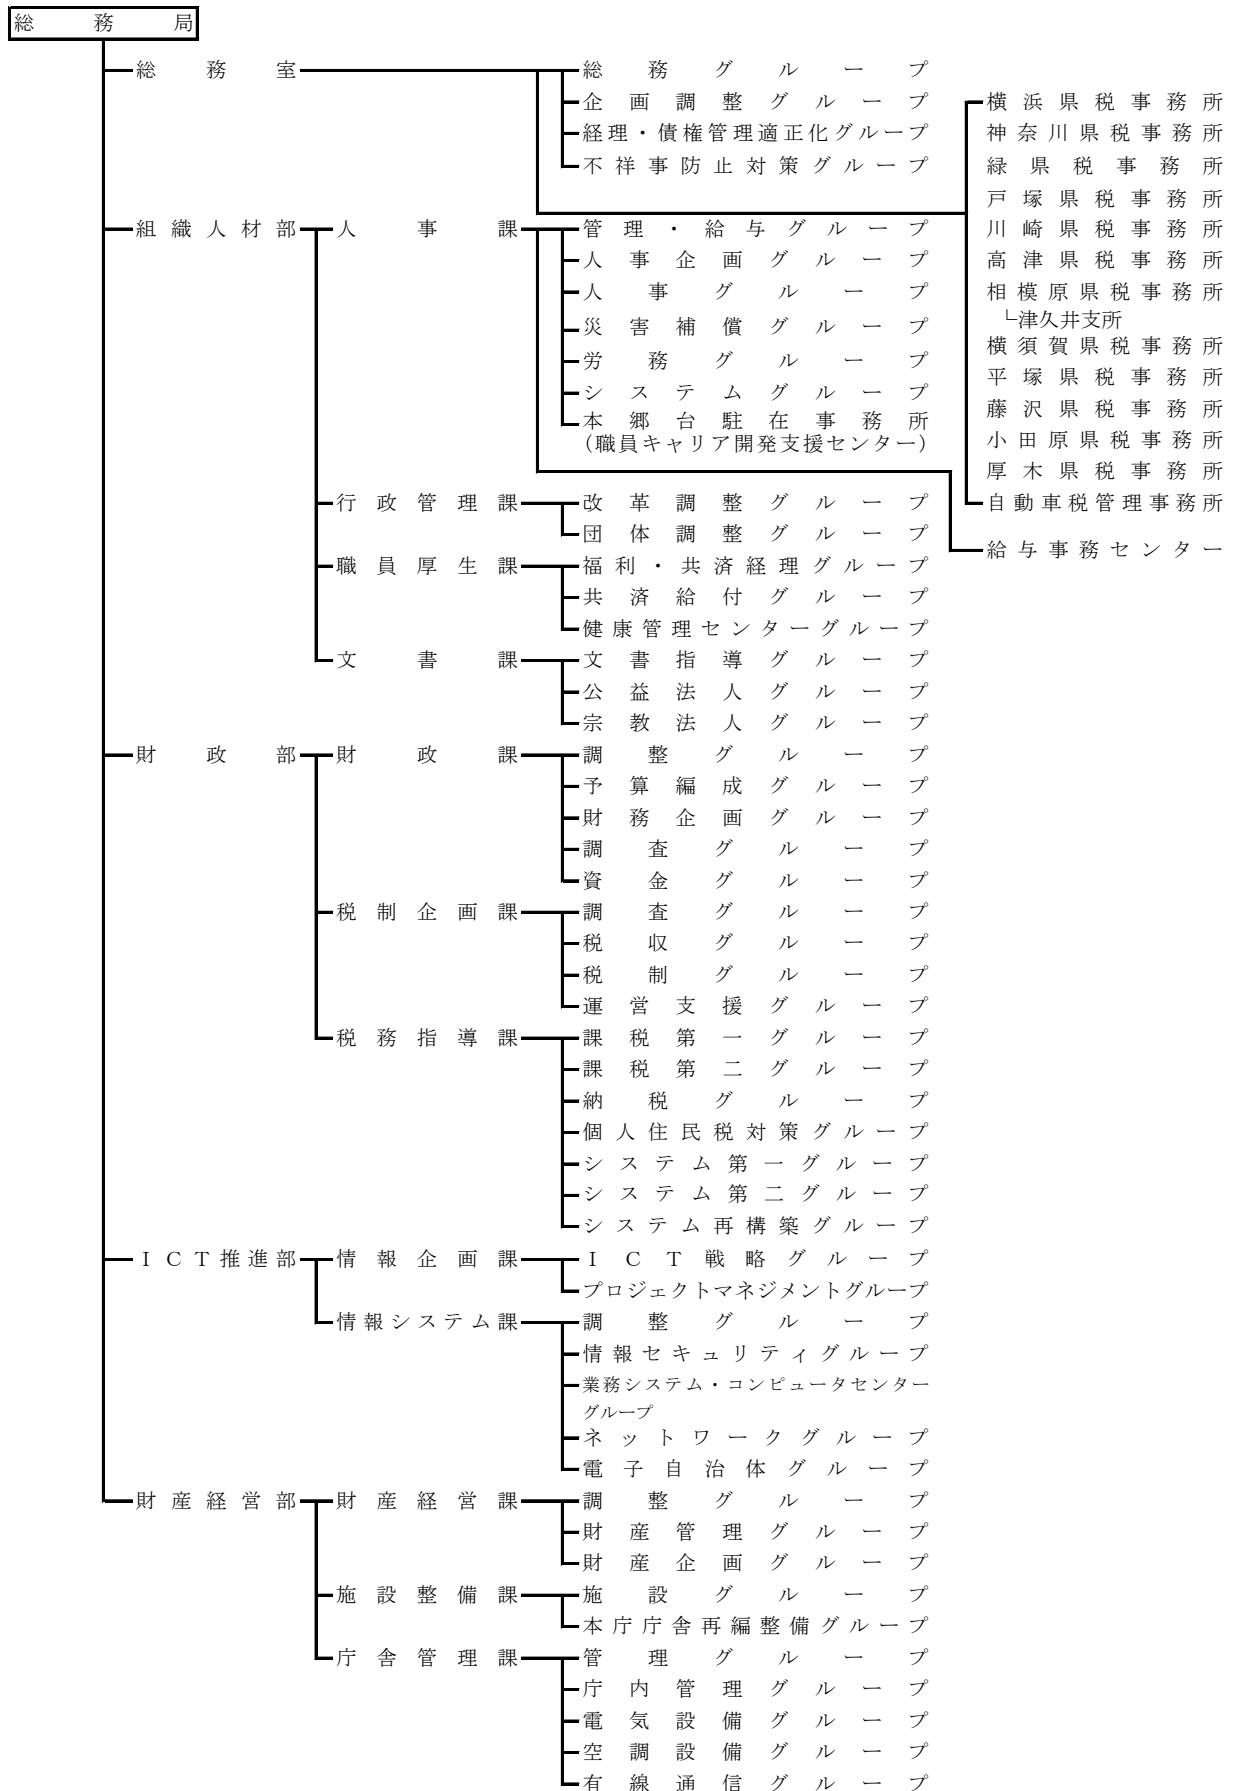 総務局
総務室
総務グループ
企画調整グループ
経理・債権管理適正化グループ
不祥事防止対策グループ
横浜県税事務所
神奈川県税事務所
緑県税事務所
戸塚県税事務所
川崎県税事務所
高津県税事務所
相模原県税事務所
└津久井支所
横須賀県税事務所
平塚県税事務所
藤沢県税事務所
小田原県税事務所
厚木県税事務所
自動車税管理事務所
給与事務センター
組織人材部
人事課
管理・給与グループ
人事企画グループ
人事グループ
災害補償グループ
労務グループ
システムグループ
本郷台駐在事務所
(職員キャリア開発支援センター)
行政管理課
改革調整グループ
団体調整グループ
職員厚生課
福利・共済経理グループ
共済給付グループ
健康管理センターグループ
文書課
文書指導グループ
公益法人グループ
宗教法人グループ
財政部
財政課
調整グループ
予算編成グループ
財務企画グループ
調査グループ
資金グループ
税制企画課
調査グループ
税収グループ
税制グループ
運営支援グループ
税務指導課
課税第一グループ
課税第二グループ
納税グループ
個人住民税対策グループ
システム第一グループ
システム第二グループ
システム再構築グループ
ICT推進部
情報企画課
ICT戦略グループ
プロジェクトマネジメントグループ
情報システム課
調整グループ
情報セキュリティグループ
業務システム・コンピュータセンター
グループ
ネットワークグループ
電子自治体グループ
財産経営部
財産経営課
調整グループ
財産管理グループ
財産企画グループ
施設整備課
施設グループ
本庁庁舎再編整備グループ
庁舎管理課
管理グループ
庁内管理グループ
電気設備グループ
空調設備グループ
有線通信グループ